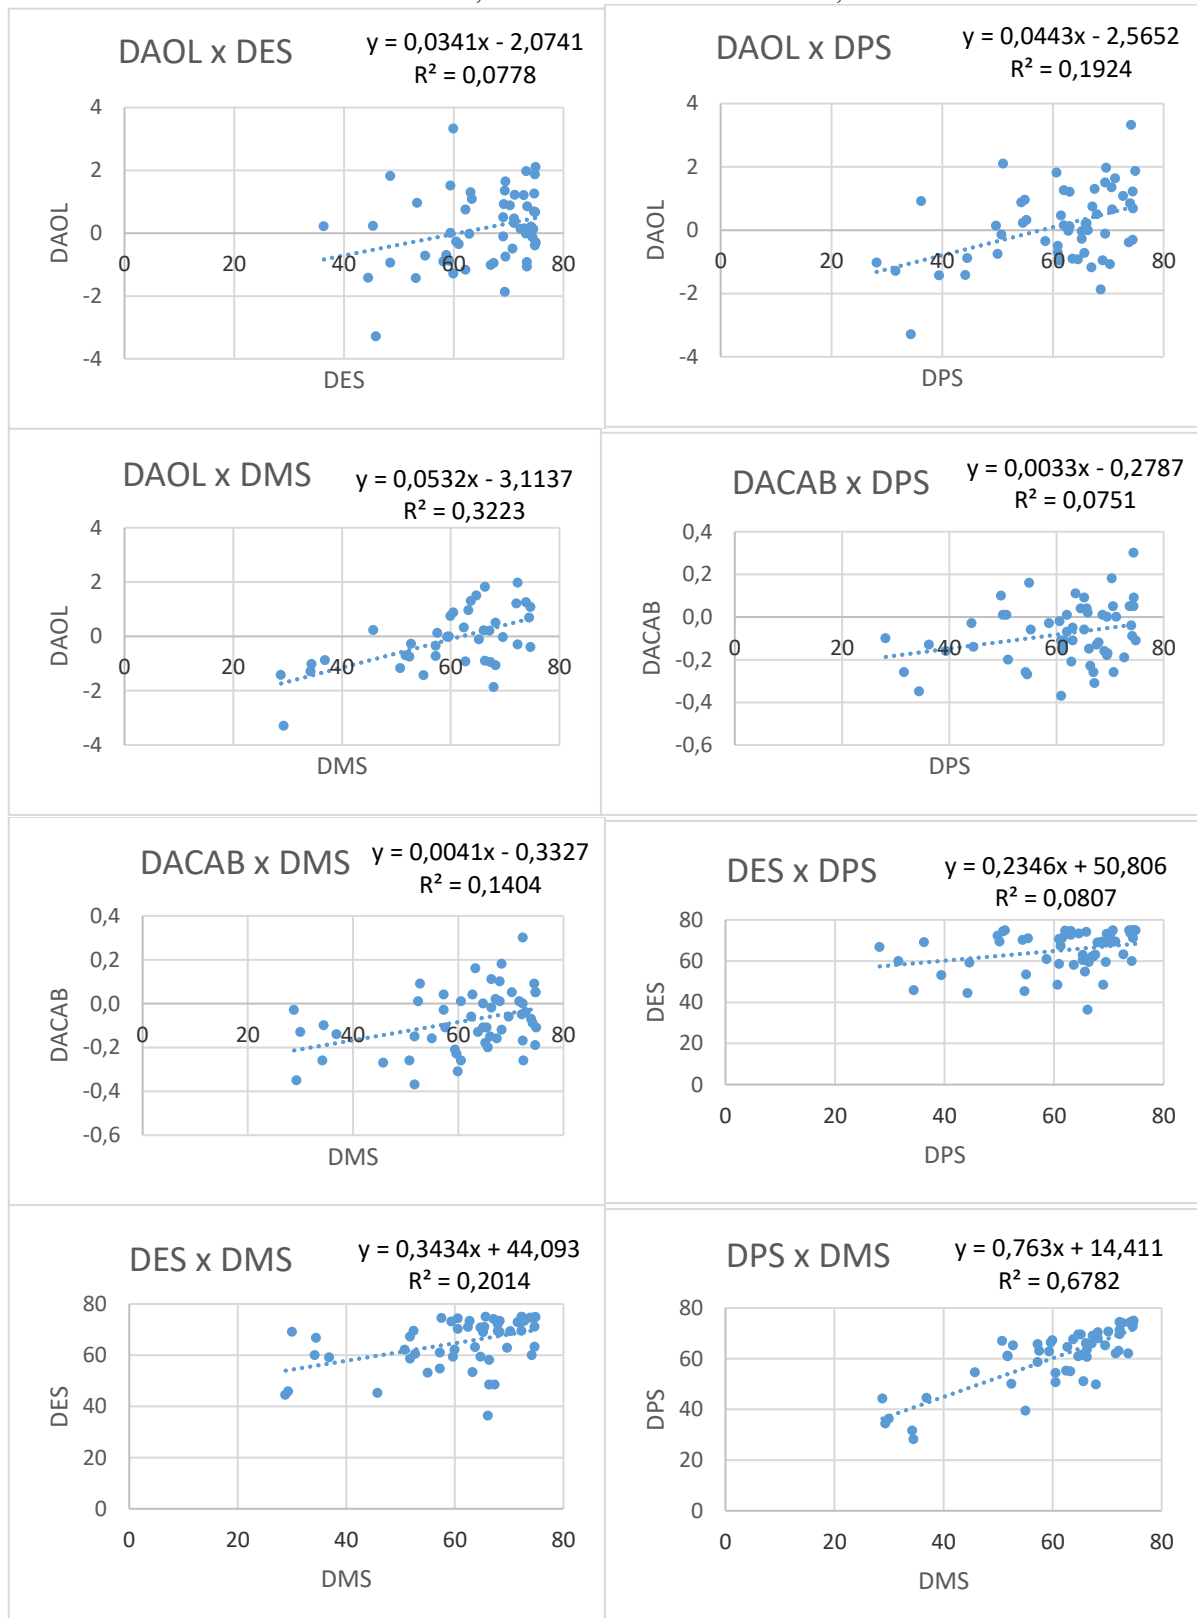 DAOL x DES
y = 0,0341x - 2,0741
R² = 0,0778
4
2
0
-2
-4
0
20
40
60
80
DAOL
DES
DAOL x DPS
y = 0,0443x - 2,5652
R² = 0,1924
4
2
0
-2
-4
0
20
40
60
80
DAOL
DPS
DAOL x DMS
y = 0,0532x - 3,1137
R² = 0,3223
4
2
0
-2
-4
0
20
40
60
80
DAOL
DMS
DACAB x DPS
y = 0,0033x - 0,2787
R² = 0,0751
0,4
0,2
0,0
-0,2
-0,4
-0,6
0
20
40
60
80
DACAB
DPS
DACAB x DMS
y = 0,0041x - 0,3327
R² = 0,1404
0,4
0,2
0,0
-0,2
-0,4
-0,6
0
20
40
60
80
DACAB
DMS
DES x DPS
y = 0,2346x + 50,806
R² = 0,0807
80
60
40
20
0
0
20
40
60
80
DES
DPS
DES x DMS
y = 0,3434x + 44,093
R² = 0,2014
80
60
40
20
0
0
20
40
60
80
DES
DMS
DPS x DMS
y = 0,763x + 14,411
R² = 0,6782
80
60
40
20
0
0
20
40
60
80
DPS
DMS